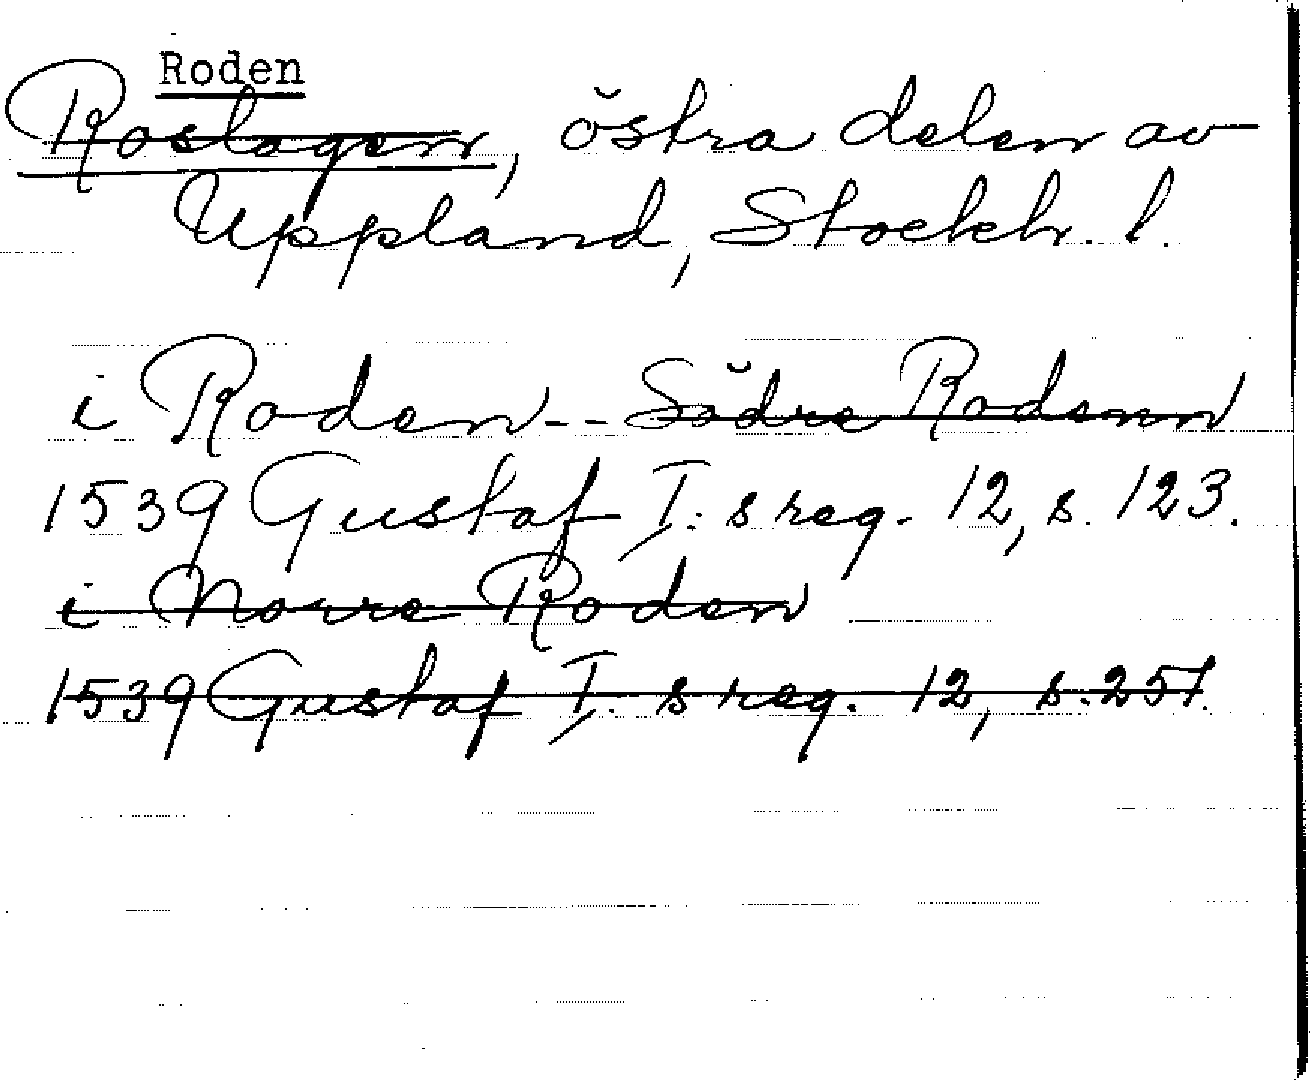 Roden
Roslagen, östra delen av
Uppland, Stockh. l.
i Roden -- Södre Rodenn
1539 Gustaf I:s reg. 12, s. 123.
i Norre Roden
1539 Gustaf I:s reg. 12, s. 251.